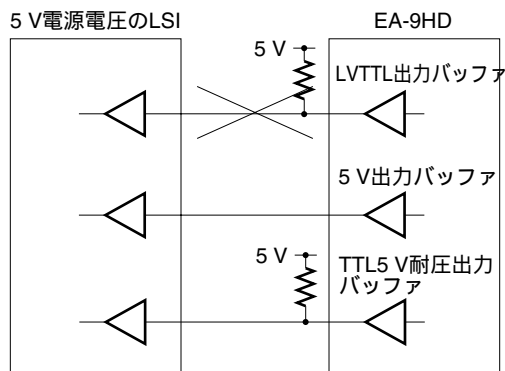 5 V電源電圧のLSI
EA-9HD
5 V
LVTTL出力バッファ
5 V出力バッファ
5 V
TTL5 V耐圧出力
バッファ